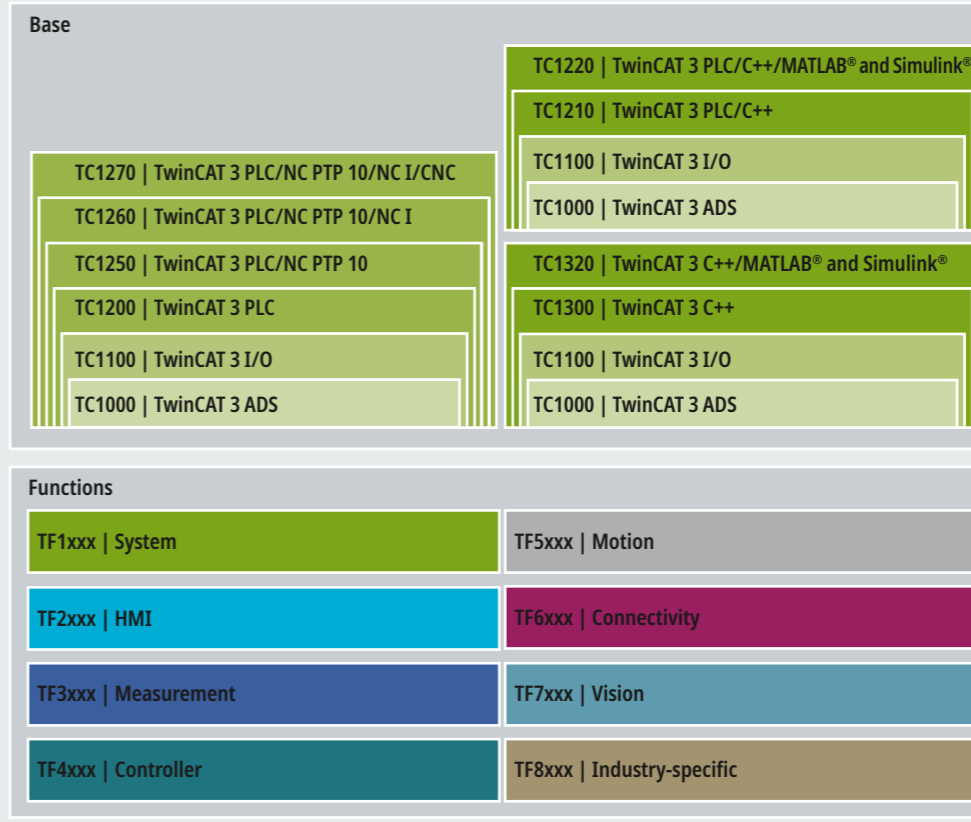 Base
TC1220 | TwinCAT 3 PLC/C++/MATLAB® and Simulink®
TC1210 | TwinCAT 3 PLC/C++
TC1100 | TwinCAT 3 I/O
TC1000 | TwinCAT 3 ADS
TC1270 | TwinCAT 3 PLC/NC PTP 10/NC I/CNC
TC1260 | TwinCAT 3 PLC/NC PTP 10/NC I
TC1250 | TwinCAT 3 PLC/NC PTP 10
TC1200 | TwinCAT 3 PLC
TC1100 | TwinCAT 3 I/O
TC1000 | TwinCAT 3 ADS
TC1320 | TwinCAT 3 C++/MATLAB® and Simulink®
TC1300 | TwinCAT 3 C++
TC1100 | TwinCAT 3 I/O
TC1000 | TwinCAT 3 ADS
Functions
TF1xxx | System
TF5xxx | Motion
TF2xxx | HMI
TF6xxx | Connectivity
TF3xxx | Measurement
TF7xxx | Vision
TF4xxx | Controller
TF8xxx | Industry-specific